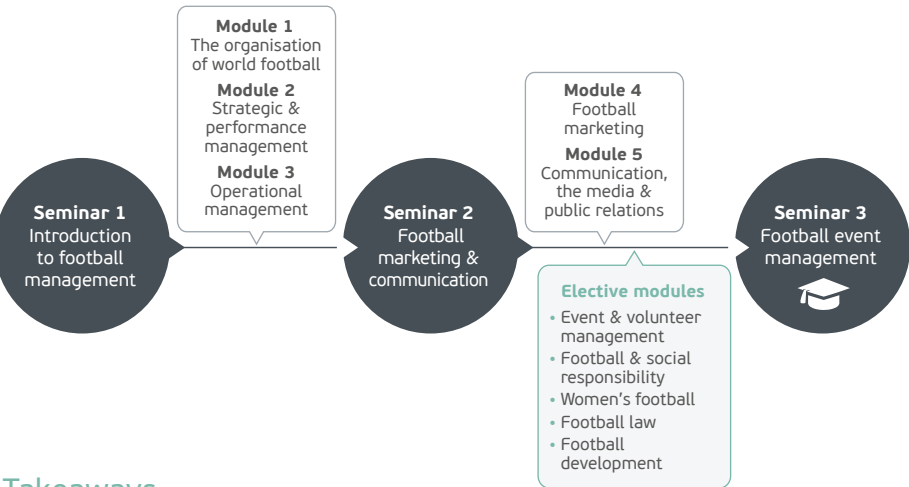 Seminar 1
Introduction
to football
management
Module 1
The organisation
of world football
Module 2
Strategic &
performance
management
Module 3
Operational
management
Seminar 2
Football
marketing &
communication
Module 4
Football
marketing
Module 5
Communication,
the media &
public relations
Elective modules
• Event & volunteer
management
• Football & social
responsibility
• Women's football
• Football law
• Football
development
Seminar 3
Football event
management
Takeaways